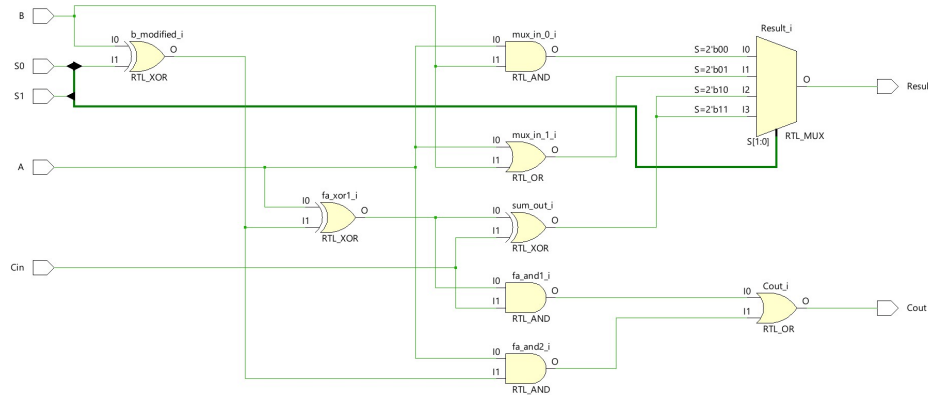 B
S0
S1
A
Cin
b_modified_i
I0
I1
O
RTL_XOR
fa_xor1_i
I0
I1
O
RTL_XOR
mux_in_0_i
I0
I1
O
RTL_AND
mux_in_1_i
I0
I1
O
RTL_OR
sum_out_i
I0
I1
O
RTL_XOR
fa_and1_i
I0
I1
O
RTL_AND
fa_and2_i
I0
I1
O
RTL_AND
Result_i
S=2'b00 I0
S=2'b01 I1
S=2'b10 I2
S=2'b11 I3
O
S[1:0]
RTL_MUX
Cout_i
I0
I1
O
RTL_OR
Resul
Cout